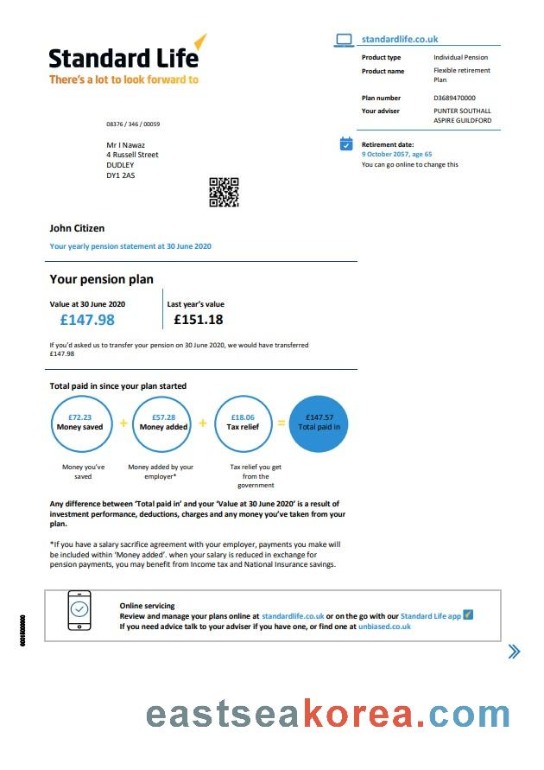 Standard Life
There's a lot to look forward to
standardlife.co.uk
Product type Individual Pension
Product name Flexible retirement
Plan
Plan number D3689470000
Your adviser PUNTER SOUTHALL
ASPIRE GUILDFORD
08376 / 346 / 00059
Mr I Nawaz
4 Russell Street
DUDLEY
DY1 2AS
Retirement date:
9 October 2057, age 65
You can go online to change this
John Citizen
Your yearly pension statement at 30 June 2020
Your pension plan
Value at 30 June 2020 Last year's value
£147.98 £151.18
If you'd asked us to transfer your pension on 30 June 2020, we would have transferred
£147.98
Total paid in since your plan started
£72.23 + £57.28 + £18.06 = £147.57
Money saved Money added Tax relief Total paid in
Money you've Money added by your Tax relief you get
saved employer* from the
government
Any difference between 'Total paid in' and your 'Value at 30 June 2020' is a result of
investment performance, deductions, charges and any money you've taken from your
plan.
*If you have a salary sacrifice agreement with your employer, payments you make will
be included within 'Money added'. when your salary is reduced in exchange for
pension payments, you may benefit from Income tax and National Insurance savings.
Online servicing
Review and manage your plans online at standardlife.co.uk or on the go with our Standard Life app
If you need advice talk to your adviser if you have one, or find one at unbiased.co.uk
eastseakorea.com